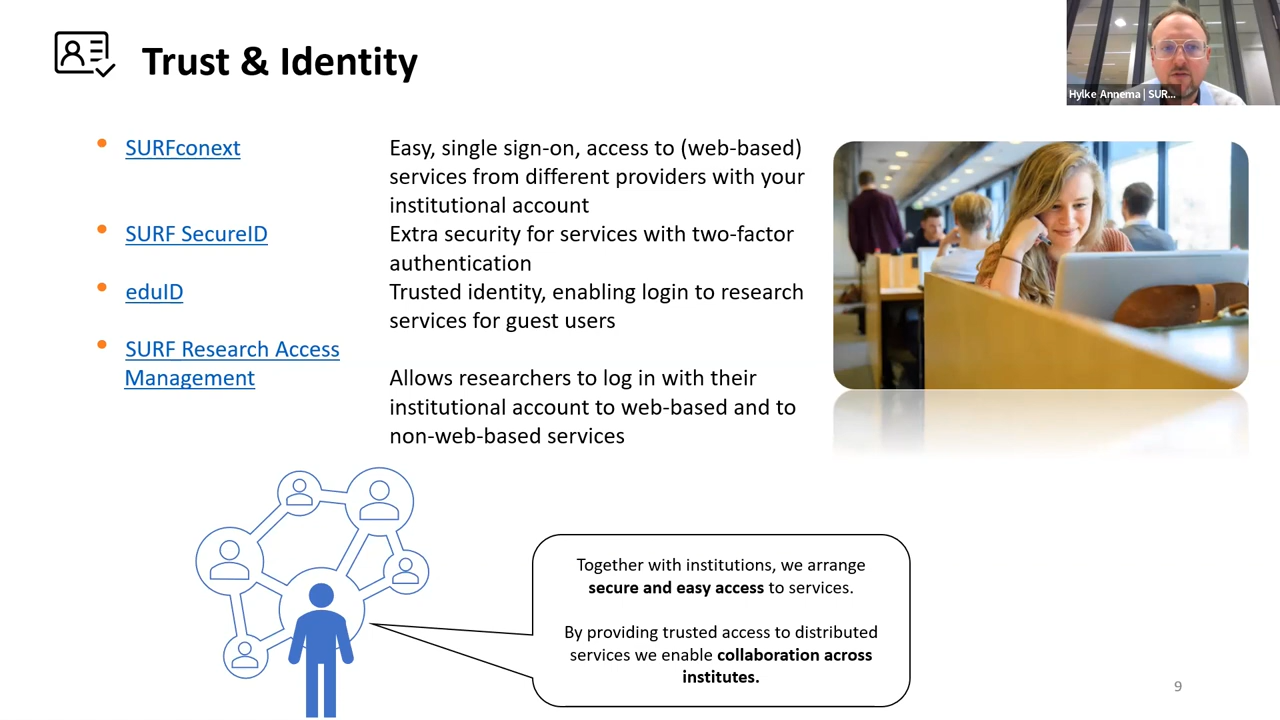 Trust & Identity
Hylke Annema | SUR...
SURFconext
Easy, single sign-on, access to (web-based)
services from different providers with your
institutional account
SURF SecureID
Extra security for services with two-factor
authentication
eduID
Trusted identity, enabling login to research
services for guest users
SURF Research Access
Management
Allows researchers to log in with their
institutional account to web-based and to
non-web-based services
Together with institutions, we arrange
secure and easy access to services.
By providing trusted access to distributed
services we enable collaboration across
institutes.
9